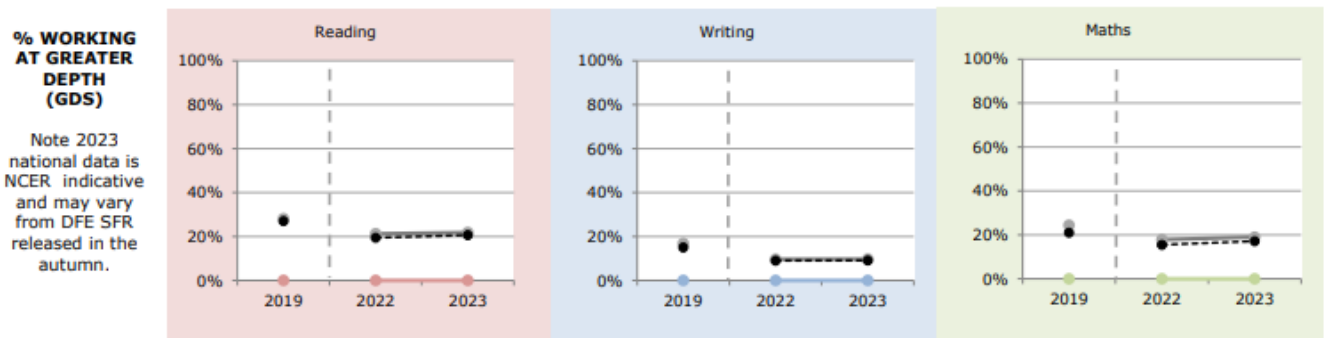 % WORKING
AT GREATER
DEPTH
(GDS)
Note 2023
national data is
NCER indicative
and may vary
from DFE SFR
released in the
autumn.
Reading
100%
80%
60%
40%
20%
0%
2019 2022 2023
Writing
100%
80%
60%
40%
20%
0%
2019 2022 2023
Maths
100%
80%
60%
40%
20%
0%
2019 2022 2023